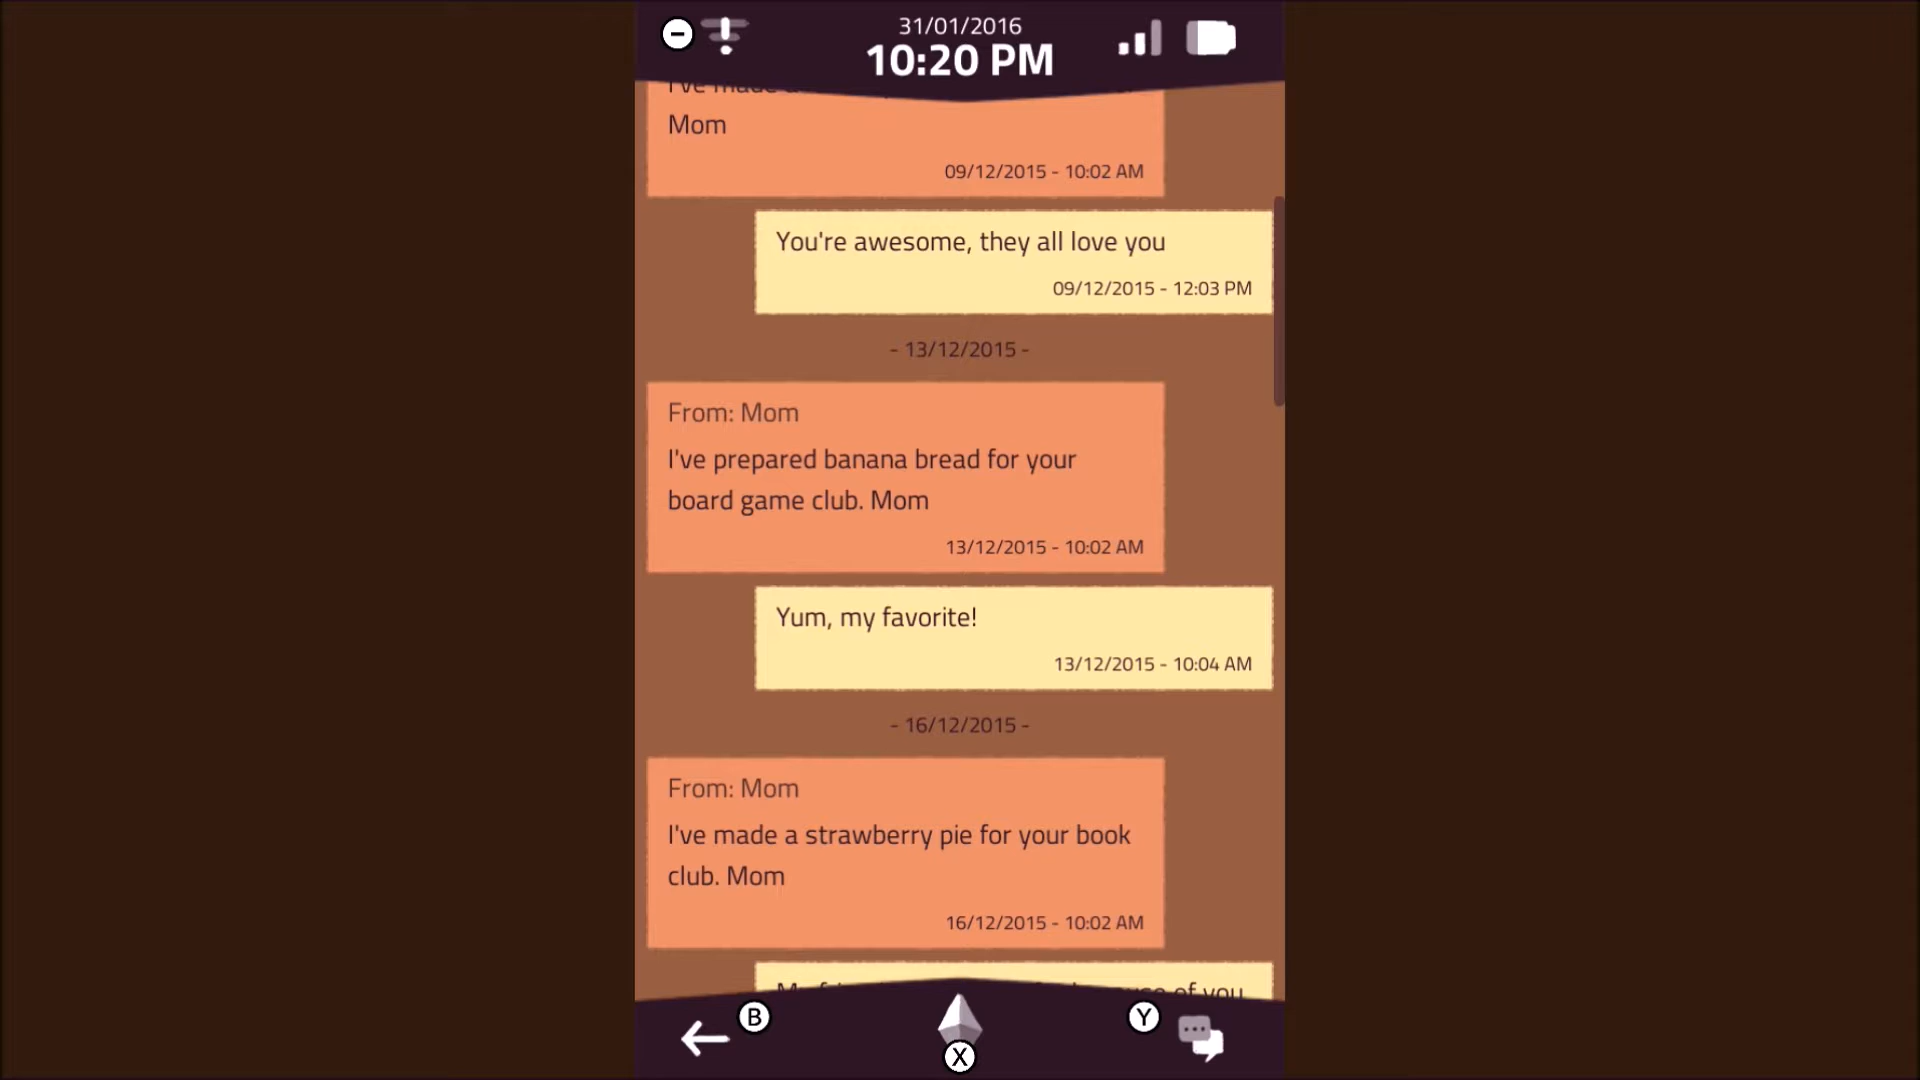 31/01/2016
10:20 PM
I've made a
Mom
09/12/2015 - 10:02 AM
You're awesome, they all love you
09/12/2015 - 12:03 PM
- 13/12/2015 -
From: Mom
I've prepared banana bread for your
board game club. Mom
13/12/2015 - 10:02 AM
Yum, my favorite!
13/12/2015 - 10:04 AM
- 16/12/2015 -
From: Mom
I've made a strawberry pie for your book
club. Mom
16/12/2015 - 10:02 AM
of you
B
Y
X